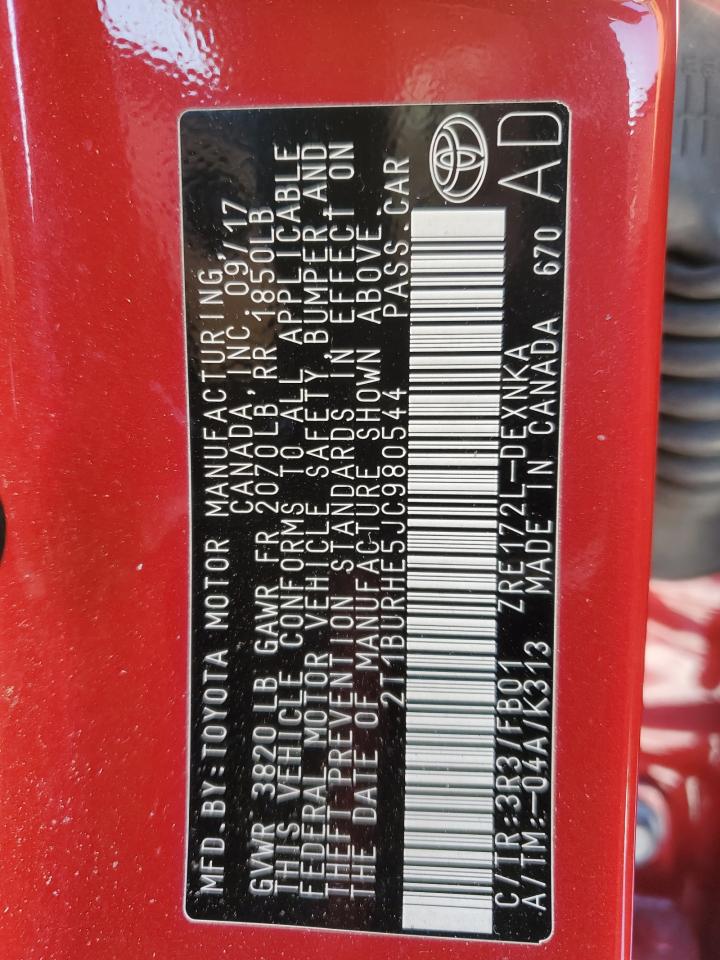 MFD.BY:TOYOTA MOTOR MANUFACTURING
CANADA, INC. 09/17
GVWR 3820 LB GAWR FR 2070LB, RR 1850LB
THIS VEHICLE CONFORMS TO ALL APPLICABLE
FEDERAL MOTOR VEHICLE SAFETY, BUMPER AND
THEFT PREVENTION STANDARDS IN EFFECT ON
THE DATE OF MANUFACTURE SHOWN ABOVE.
2T1BURHE5JC980544 PASS.CAR
C/TR:3R3/FB01 ZRE172L-DEXNKA
A/TM:-04A/K313 MADE IN CANADA 670 AD